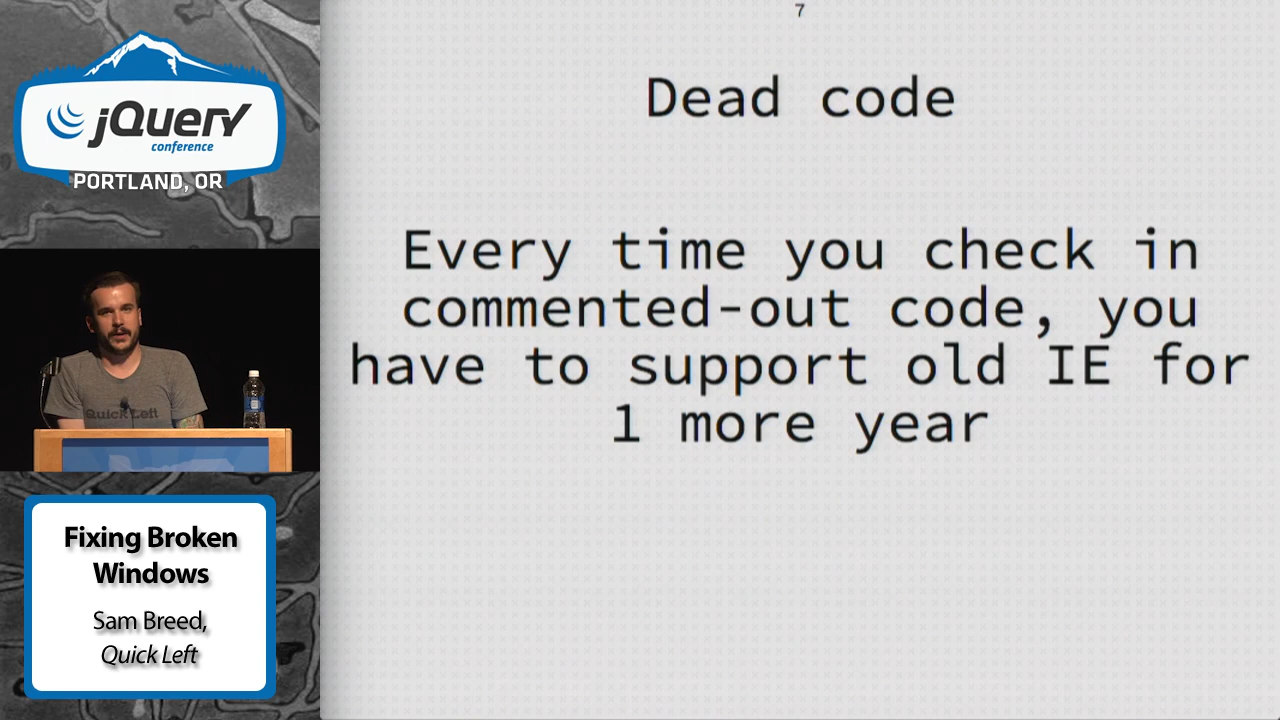 jQuery
conference
PORTLAND, OR
Quick Left
Fixing Broken
Windows
Sam Breed,
Quick Left
7
Dead code
Every time you check in
commented-out code, you
have to support old IE for
1 more year